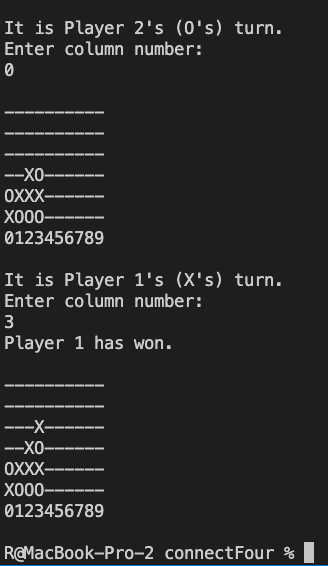 It is Player 2's (O's) turn.
Enter column number:
0
----------
----------
----------
--XO------
OXXX------
XOOO------
0123456789
It is Player 1's (X's) turn.
Enter column number:
3
Player 1 has won.
----------
----------
---X------
--XO------
OXXX------
XOOO------
0123456789
R@MacBook-Pro-2 connectFour %